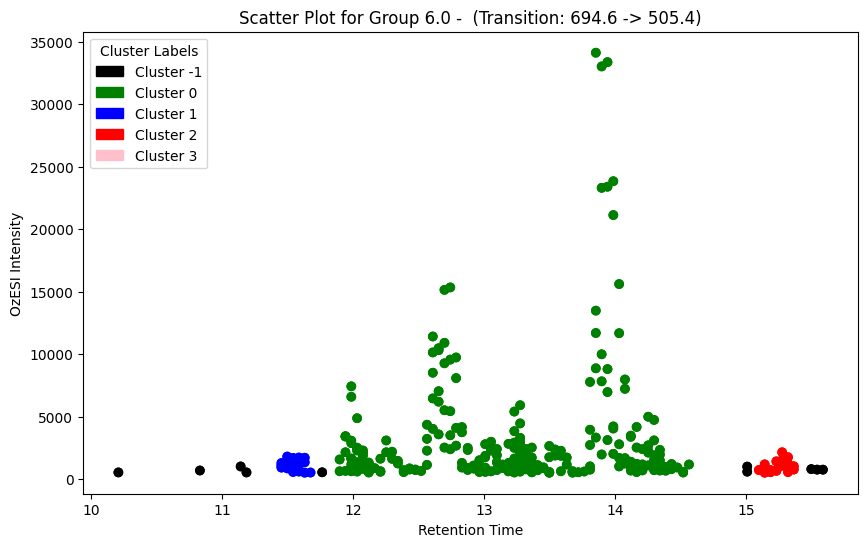 Scatter Plot for Group 6.0 -  (Transition: 694.6 -> 505.4)
35000
30000
25000
20000
15000
10000
5000
0
OzESI Intensity
Cluster Labels
Cluster -1
Cluster 0
Cluster 1
Cluster 2
Cluster 3
10 11 12 13 14 15
Retention Time